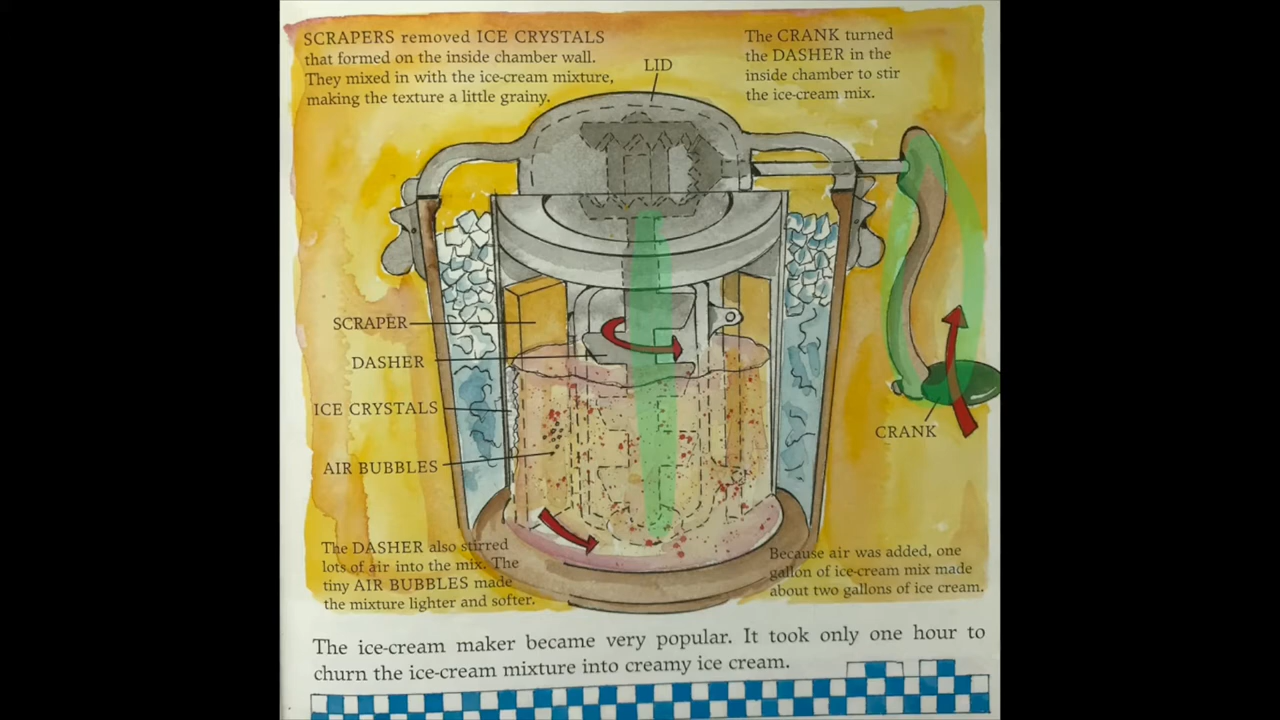 SCRAPERS removed ICE CRYSTALS
that formed on the inside chamber wall.
They mixed in with the ice-cream mixture,
making the texture a little grainy.
LID
The CRANK turned
the DASHER in the
inside chamber to stir
the ice-cream mix.
SCRAPER
DASHER
ICE CRYSTALS
AIR BUBBLES
CRANK
The DASHER also stirred
lots of air into the mix. The
tiny AIR BUBBLES made
the mixture lighter and softer.
Because air was added, one
gallon of ice-cream mix made
about two gallons of ice cream.
The ice-cream maker became very popular. It took only one hour to
churn the ice-cream mixture into creamy ice cream.